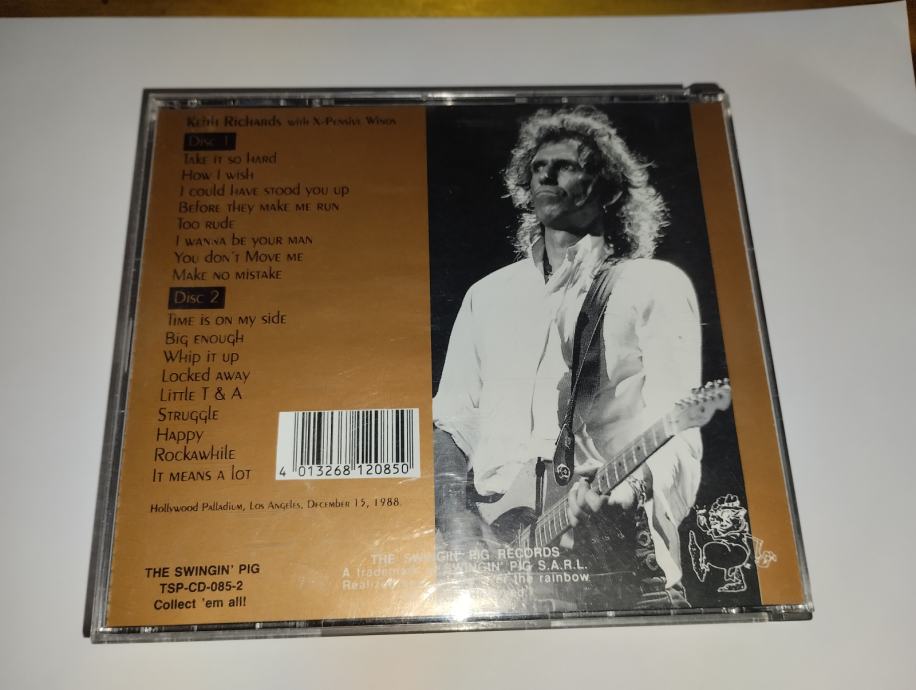 Keith Richards with X-Pensive Winos
Disc 1
Take it so hard
How I wish
I could have stood you up
Before they make me run
Too rude
I wanna be your man
You don't Move me
Make no mistake
Disc 2
Time is on my side
Big enough
Whip it up
Locked away
Little T & A
Struggle
Happy
Rockawhile
It means a lot
4 013268 120850
Hollywood Palladium, Los Angeles, December 15, 1988.
THE SWINGIN' PIG
TSP-CD-085-2
Collect 'em all!
THE SWINGIN' PIG RECORDS
A trademark SWINGIN' PIG S.A.R.L.
the rainbow